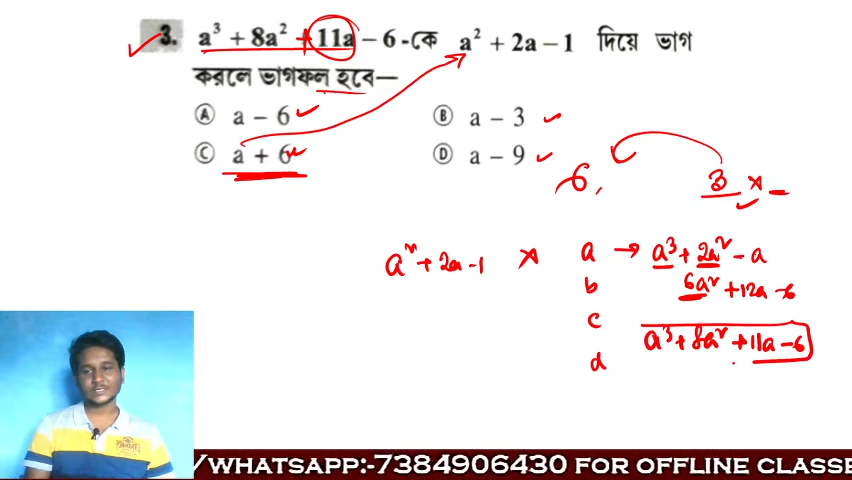 3. a³ + 8a² + 11a – 6 -কে a² + 2a – 1 দিয়ে ভাগ
করলে ভাগফল হবে—
Ⓐ a – 6 Ⓑ a – 3
Ⓒ a + 6 Ⓓ a – 9
6, 3 × –
a² + 2a - 1 × a → a³ + 2a² - a
b 6a² + 12a - 6
c
a³ + 8a² + 11a - 6
d
/WHATSAPP:-7384906430 FOR OFFLINE CLASSE